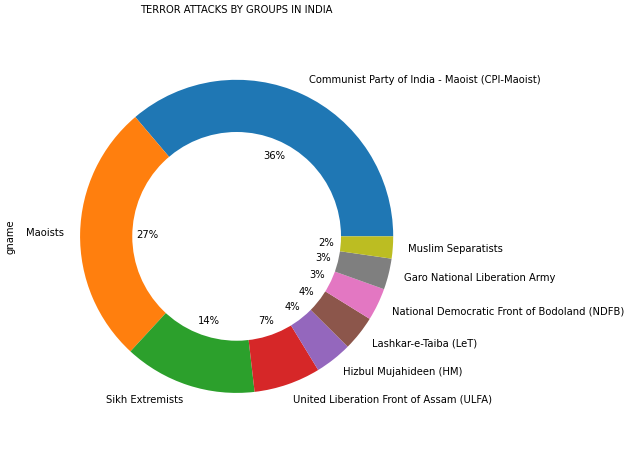 TERROR ATTACKS BY GROUPS IN INDIA
Communist Party of India - Maoist (CPI-Maoist)
36%
Maoists
27%
gname
2%
Muslim Separatists
3%
Garo National Liberation Army
3%
National Democratic Front of Bodoland (NDFB)
4%
Lashkar-e-Taiba (LeT)
4%
Hizbul Mujahideen (HM)
7%
United Liberation Front of Assam (ULFA)
14%
Sikh Extremists